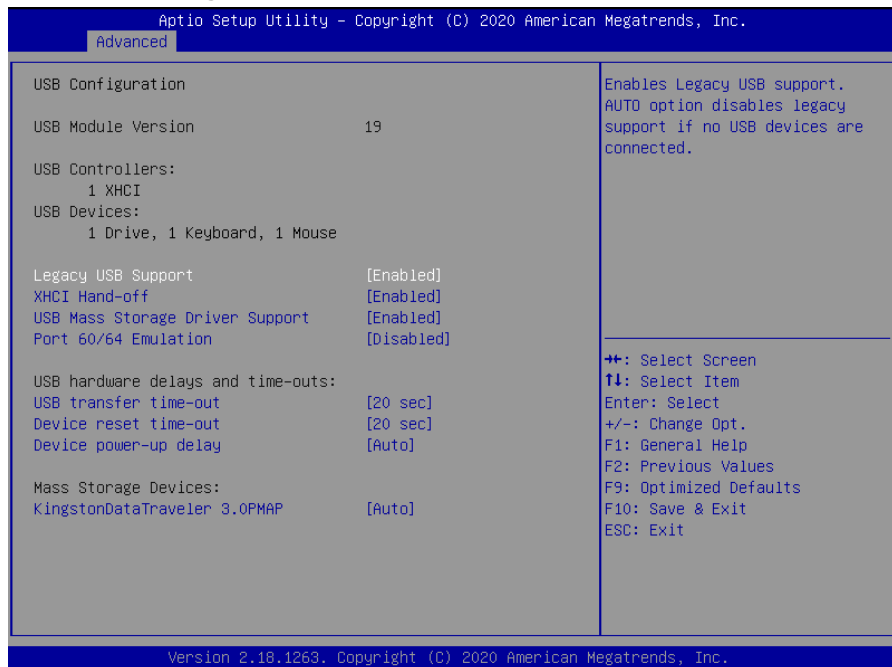 Aptio Setup Utility – Copyright (C) 2020 American Megatrends, Inc.
Advanced
USB Configuration
USB Module Version 19
USB Controllers:
1 XHCI
USB Devices:
1 Drive, 1 Keyboard, 1 Mouse
Legacy USB Support [Enabled]
XHCI Hand-off [Enabled]
USB Mass Storage Driver Support [Enabled]
Port 60/64 Emulation [Disabled]
USB hardware delays and time-outs:
USB transfer time-out [20 sec]
Device reset time-out [20 sec]
Device power-up delay [Auto]
Mass Storage Devices:
KingstonDataTraveler 3.0PMAP [Auto]
Enables Legacy USB support.
AUTO option disables legacy
support if no USB devices are
connected.
→←: Select Screen
↑↓: Select Item
Enter: Select
+/-: Change Opt.
F1: General Help
F2: Previous Values
F9: Optimized Defaults
F10: Save & Exit
ESC: Exit
Version 2.18.1263. Copyright (C) 2020 American Megatrends, Inc.